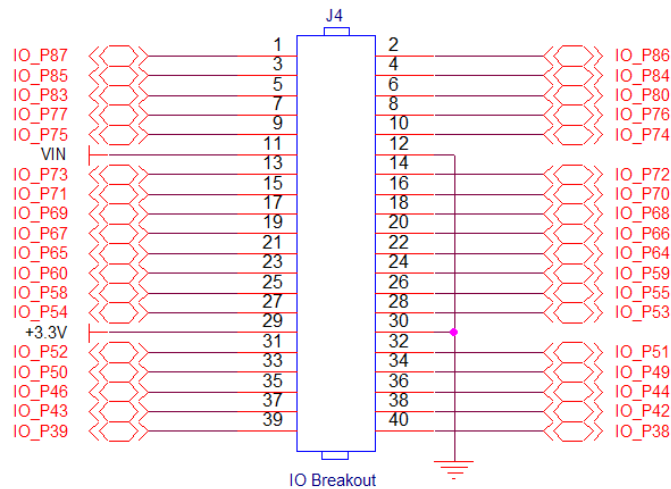 J4
IO_P87 1 2 IO_P86
IO_P85 3 4 IO_P84
IO_P83 5 6 IO_P80
IO_P77 7 8 IO_P76
IO_P75 9 10 IO_P74
VIN 11 12
IO_P73 13 14 IO_P72
IO_P71 15 16 IO_P70
IO_P69 17 18 IO_P68
IO_P67 19 20 IO_P66
IO_P65 21 22 IO_P64
IO_P60 23 24 IO_P59
IO_P58 25 26 IO_P55
IO_P54 27 28 IO_P53
+3.3V 29 30
IO_P52 31 32 IO_P51
IO_P50 33 34 IO_P49
IO_P46 35 36 IO_P44
IO_P43 37 38 IO_P42
IO_P39 39 40 IO_P38
IO Breakout